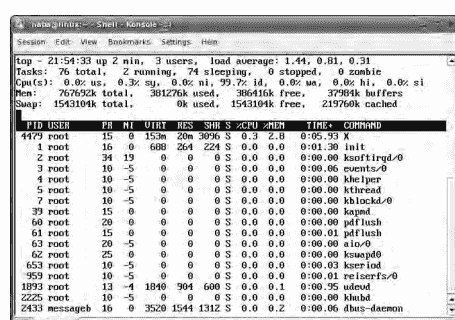 naba@linux:~ - Shell - Konsole
Session Edit View Bookmarks Settings Help
top - 21:54:33 up 2 min, 3 users, load average: 1.44, 0.81, 0.31
Tasks: 76 total, 2 running, 74 sleeping, 0 stopped, 0 zombie
Cpu(s): 0.0% us, 0.3% sy, 0.0% ni, 99.7% id, 0.0% wa, 0.0% hi, 0.0% si
Mem: 767692k total, 381276k used, 386416k free, 37984k buffers
Swap: 1543104k total, 0k used, 1543104k free, 219760k cached
PID USER PR NI VIRT RES SHR S %CPU %MEM TIME+ COMMAND
4479 root 15 0 153m 20m 3096 S 0.3 2.8 0:05.93 X
1 root 16 0 688 264 224 S 0.0 0.0 0:01.30 init
2 root 34 19 0 0 0 S 0.0 0.0 0:00.00 ksoftirqd/0
3 root 10 -5 0 0 0 S 0.0 0.0 0:00.06 events/0
4 root 10 -5 0 0 0 S 0.0 0.0 0:00.00 khelper
5 root 10 -5 0 0 0 S 0.0 0.0 0:00.00 kthread
7 root 10 -5 0 0 0 S 0.0 0.0 0:00.00 kblockd/0
39 root 15 0 0 0 0 S 0.0 0.0 0:00.00 kapmd
60 root 20 0 0 0 0 S 0.0 0.0 0:00.00 pdflush
61 root 15 0 0 0 0 S 0.0 0.0 0:00.01 pdflush
63 root 20 -5 0 0 0 S 0.0 0.0 0:00.00 aio/0
62 root 25 0 0 0 0 S 0.0 0.0 0:00.00 kswapd0
653 root 10 -5 0 0 0 S 0.0 0.0 0:00.03 kseriod
959 root 10 -5 0 0 0 S 0.0 0.0 0:00.01 reiserfs/0
1893 root 13 -4 1840 904 600 S 0.0 0.1 0:00.95 udevd
2225 root 10 -5 0 0 0 S 0.0 0.0 0:00.00 khubd
2433 messageb 16 0 3520 1544 1312 S 0.0 0.2 0:00.06 dbus-daemon